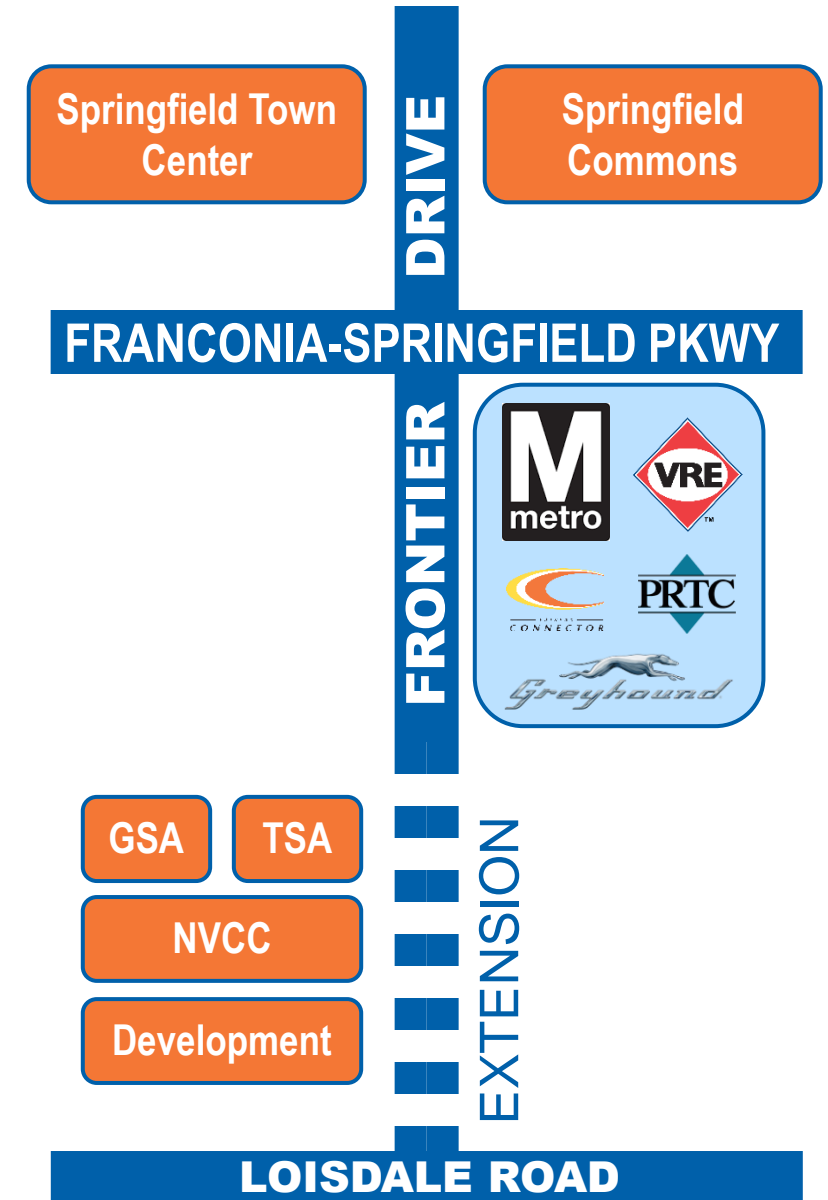 Springfield Town
Center
Springfield
Commons
DRIVE
FRANCONIA-SPRINGFIELD PKWY
FRONTIER
M
metro
VRE
TM
CONNECTOR
PRTC
Greyhound
GSA
TSA
NVCC
Development
EXTENSION
LOISDALE ROAD